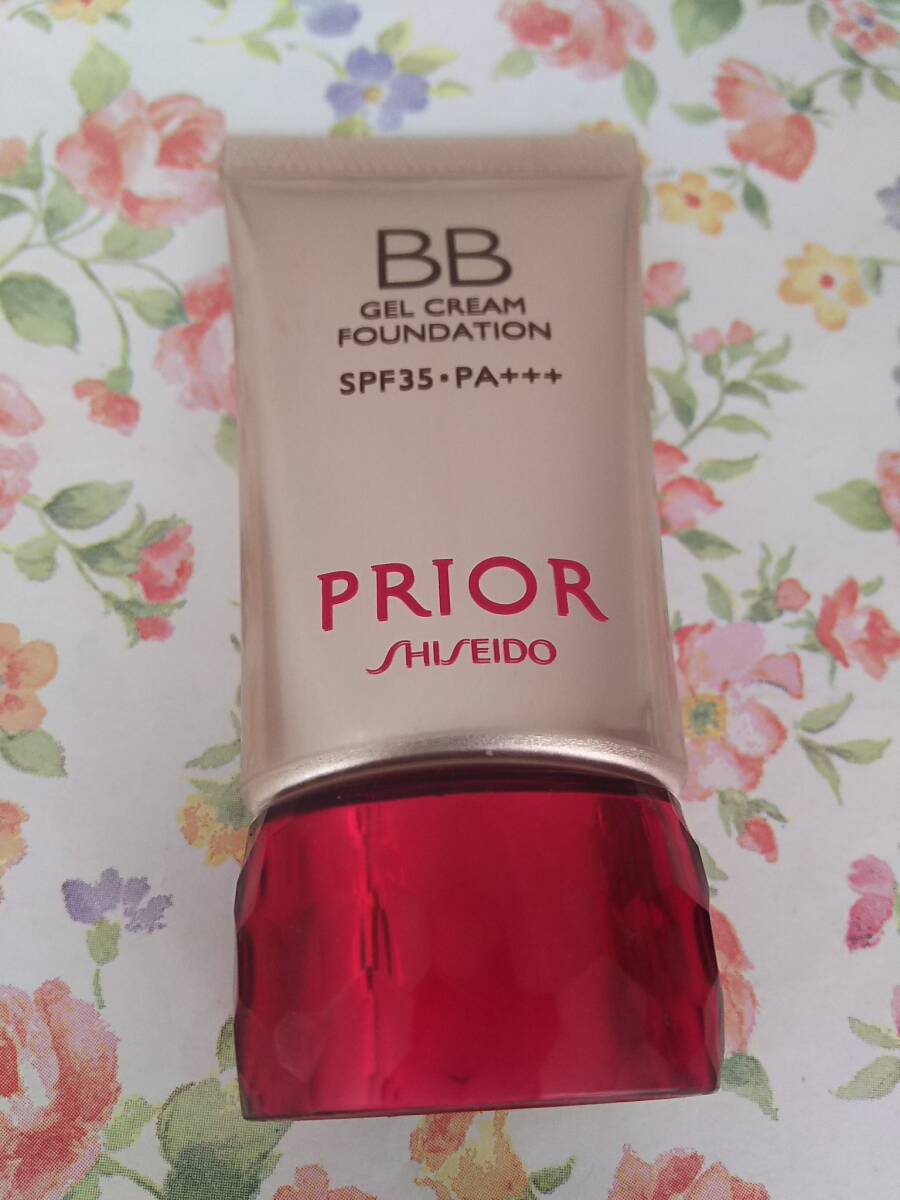 BB
GEL CREAM
FOUNDATION
SPF35・PA+++
PRIOR
SHISEIDO